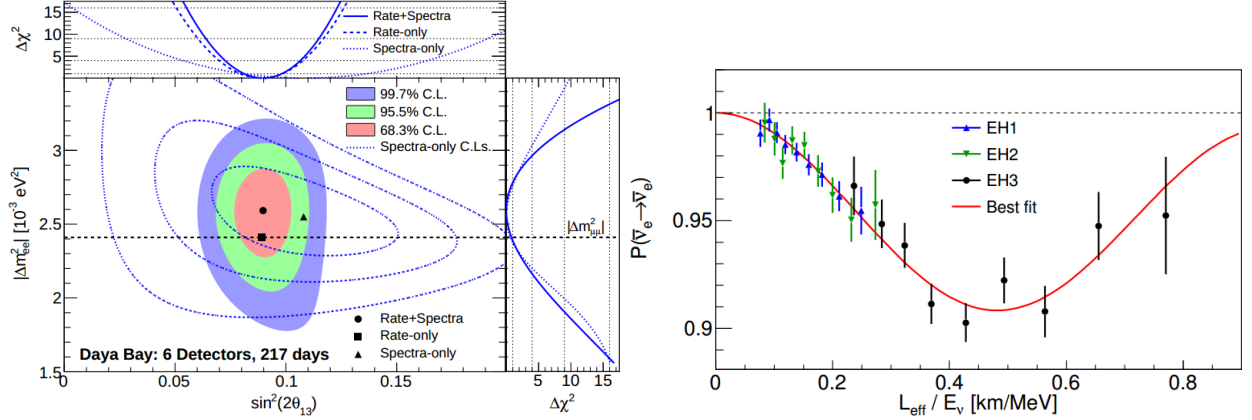 Δχ²
15
10
5
Rate+Spectra
Rate-only
Spectra-only
|Δm²ee| [10⁻³ eV²]
3
2.5
2
1.5
99.7% C.L.
95.5% C.L.
68.3% C.L.
Spectra-only C.L.s.
|Δm²μμ|
Rate+Spectra
Rate-only
Spectra-only
Daya Bay: 6 Detectors, 217 days
0
0.05
0.1
0.15
sin²(2θ₁₃)
5
10
15
Δχ²
P(ν̄e→ν̄e)
1
0.95
0.9
EH1
EH2
EH3
Best fit
0
0.2
0.4
0.6
0.8
Leff / Eν [km/MeV]